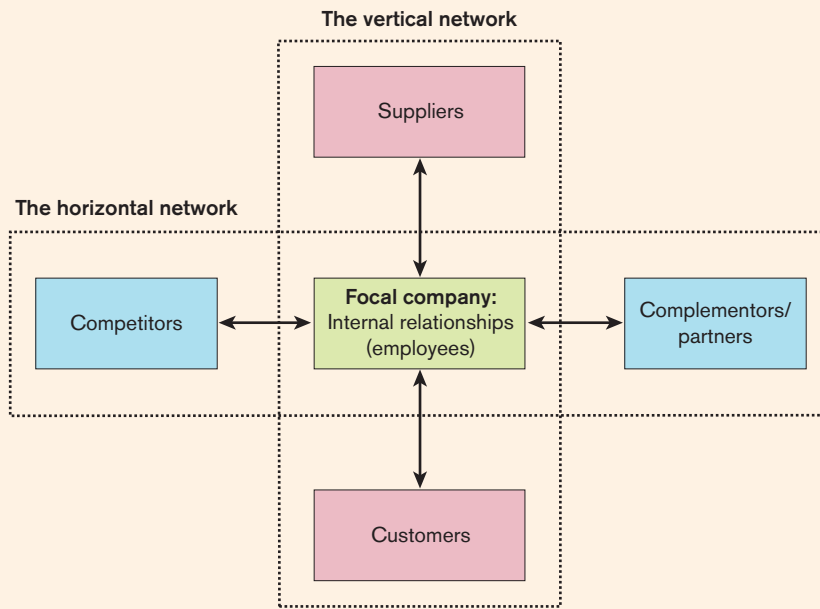 The vertical network
Suppliers
The horizontal network
Competitors
Focal company:
Internal relationships
(employees)
Complementors/
partners
Customers